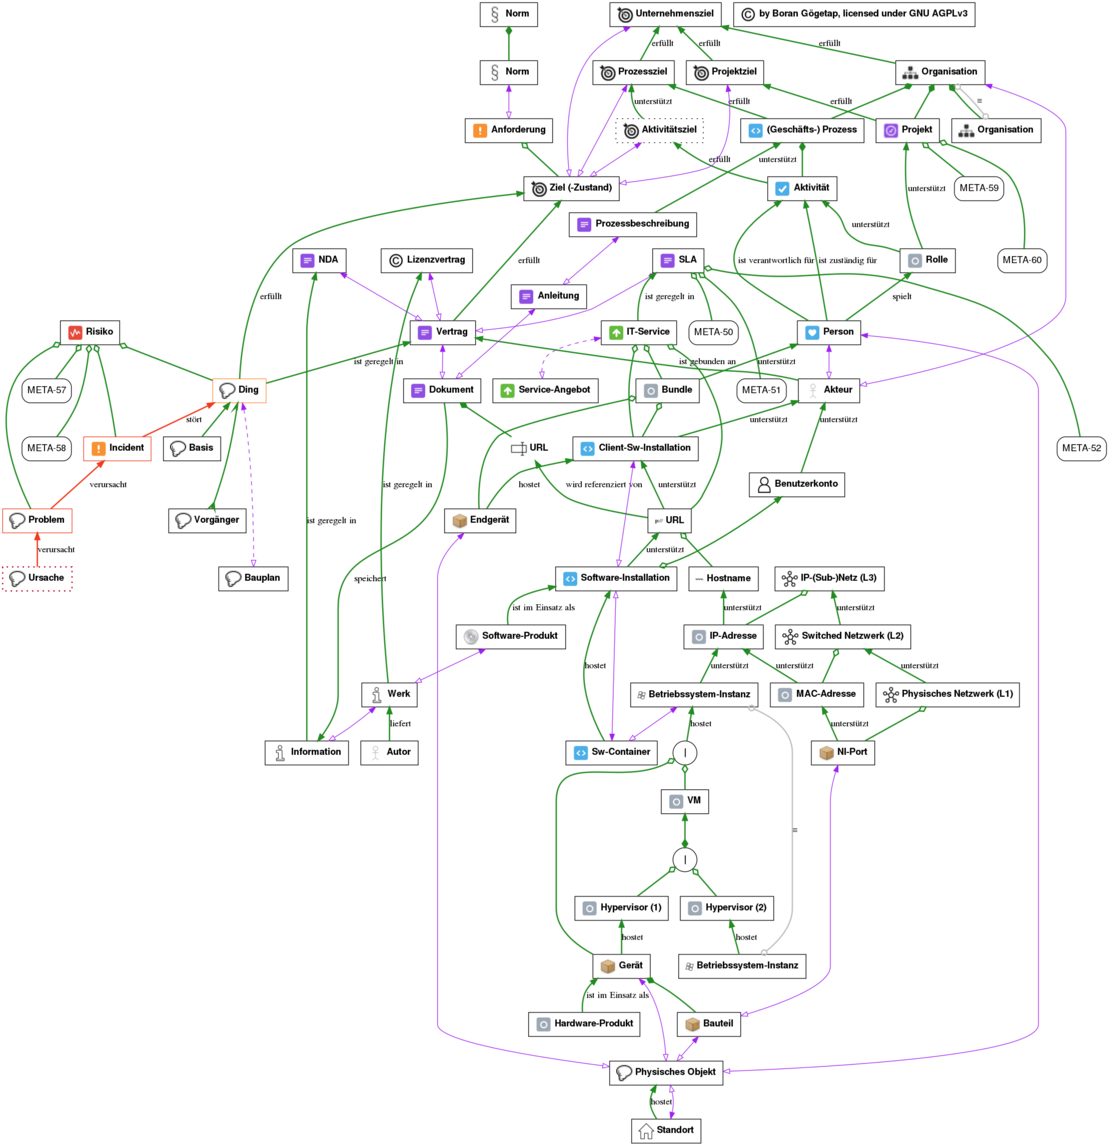 § Norm
Unternehmensziel
© by Boran Gögetap, licensed under GNU AGPLv3
erfüllt
erfüllt
erfüllt
§ Norm
Prozessziel
Projektziel
Organisation
unterstützt
erfüllt
erfüllt
=
Anforderung
Aktivitätsziel
(Geschäfts-) Prozess
Projekt
Organisation
erfüllt
unterstützt
Ziel (-Zustand)
Aktivität
unterstützt
META-59
Prozessbeschreibung
unterstützt
NDA
© Lizenzvertrag
erfüllt
SLA
ist verantwortlich für
ist zuständig für
Rolle
META-60
erfüllt
Anleitung
ist geregelt in
spielt
Risiko
Vertrag
IT-Service
META-50
Person
ist geregelt in
ist gebunden an
unterstützt
META-57
Ding
Dokument
Service-Angebot
Bundle
META-51
Akteur
stört
unterstützt
unterstützt
META-58
Incident
Basis
URL
Client-Sw-Installation
META-52
verursacht
ist geregelt in
hostet
wird referenziert von
unterstützt
Benutzerkonto
Problem
Vorgänger
ist geregelt in
Endgerät
URL
verursacht
unterstützt
Ursache
Bauplan
speichert
Software-Installation
Hostname
IP-(Sub-)Netz (L3)
ist im Einsatz als
unterstützt
unterstützt
Software-Produkt
IP-Adresse
Switched Netzwerk (L2)
hostet
unterstützt
unterstützt
unterstützt
Werk
Betriebssystem-Instanz
MAC-Adresse
Physisches Netzwerk (L1)
liefert
hostet
unterstützt
Information
Autor
Sw-Container
|
NI-Port
VM
=
|
Hypervisor (1)
Hypervisor (2)
hostet
hostet
Gerät
Betriebssystem-Instanz
ist im Einsatz als
Hardware-Produkt
Bauteil
Physisches Objekt
hostet
Standort